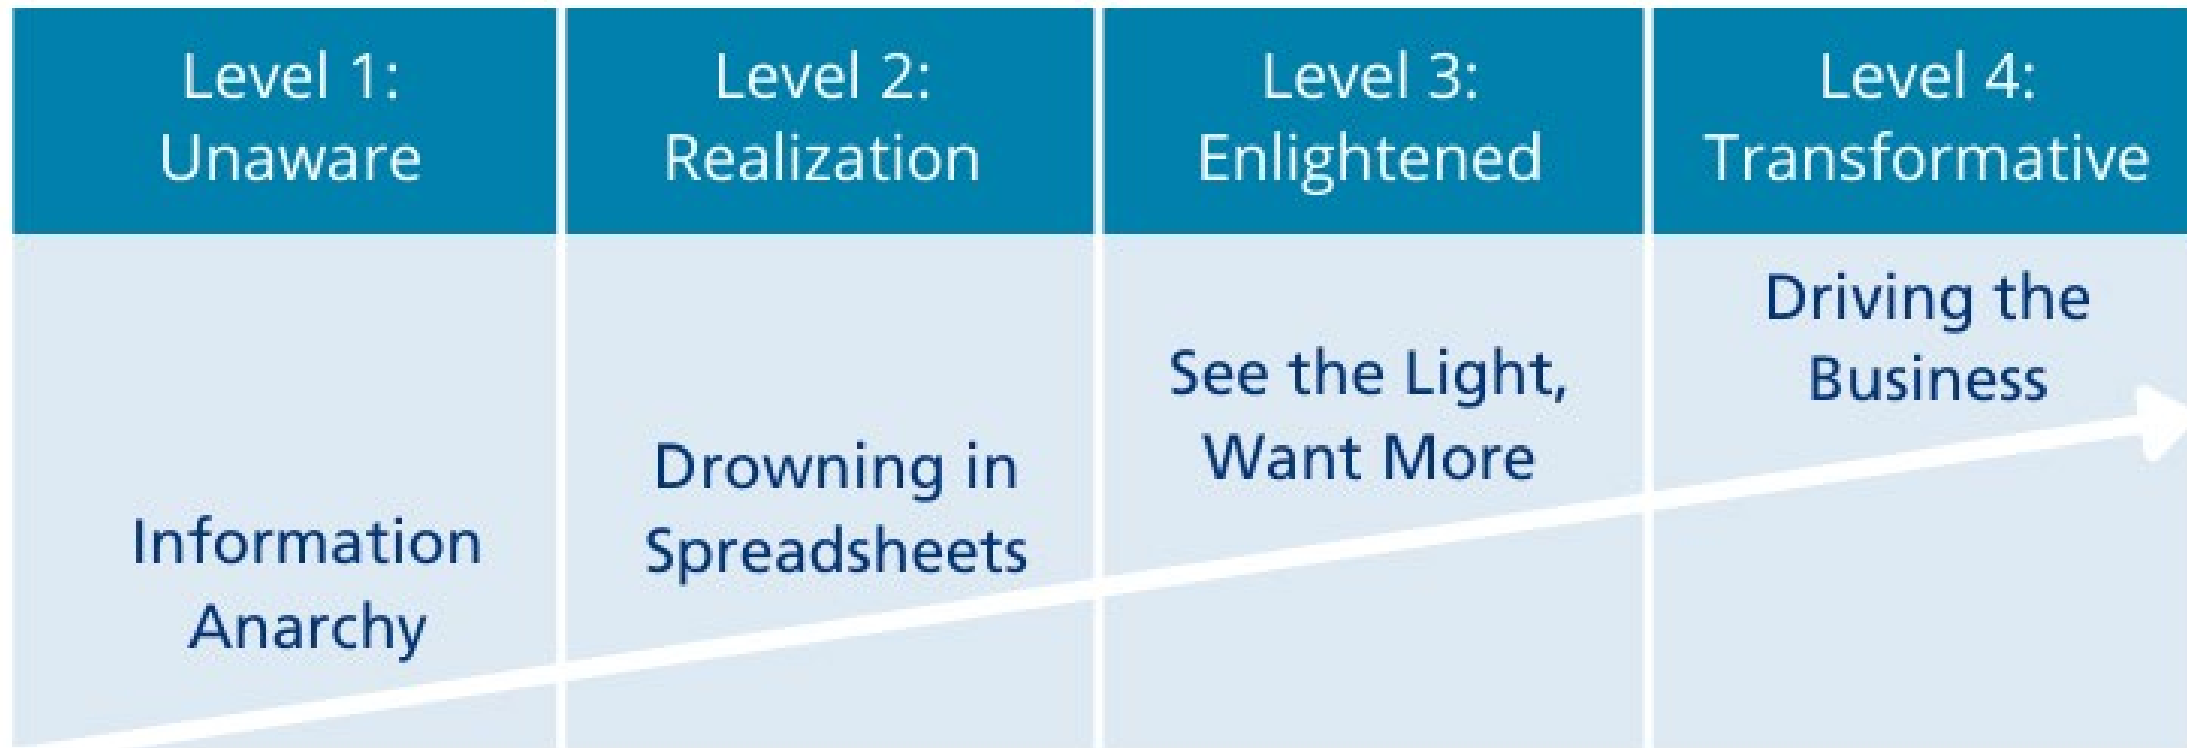 Level 1:
Unaware
Level 2:
Realization
Level 3:
Enlightened
Level 4:
Transformative
Information
Anarchy
Drowning in
Spreadsheets
See the Light,
Want More
Driving the
Business